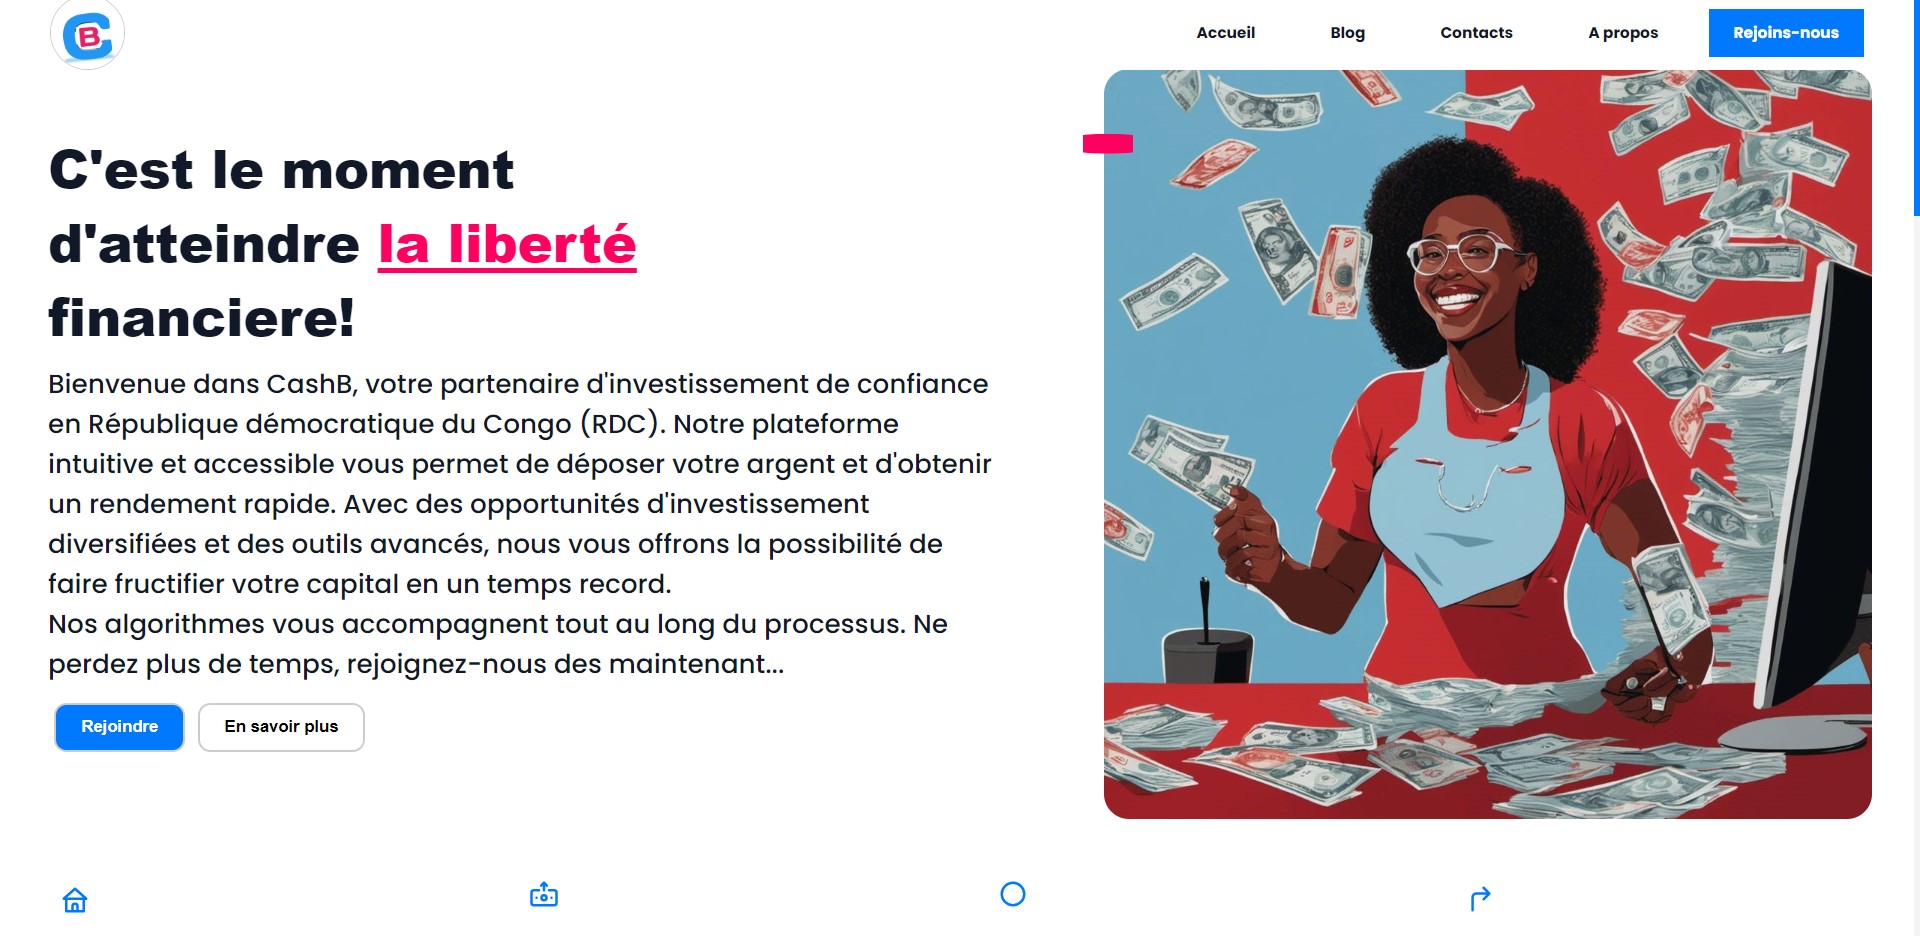 CB
Accueil
Blog
Contacts
A propos
Rejoins-nous
C'est le moment
d'atteindre la liberté
financiere!
Bienvenue dans CashB, votre partenaire d'investissement de confiance
en République démocratique du Congo (RDC). Notre plateforme
intuitive et accessible vous permet de déposer votre argent et d'obtenir
un rendement rapide. Avec des opportunités d'investissement
diversifiées et des outils avancés, nous vous offrons la possibilité de
faire fructifier votre capital en un temps record.
Nos algorithmes vous accompagnent tout au long du processus. Ne
perdez plus de temps, rejoignez-nous des maintenant...
Rejoindre
En savoir plus